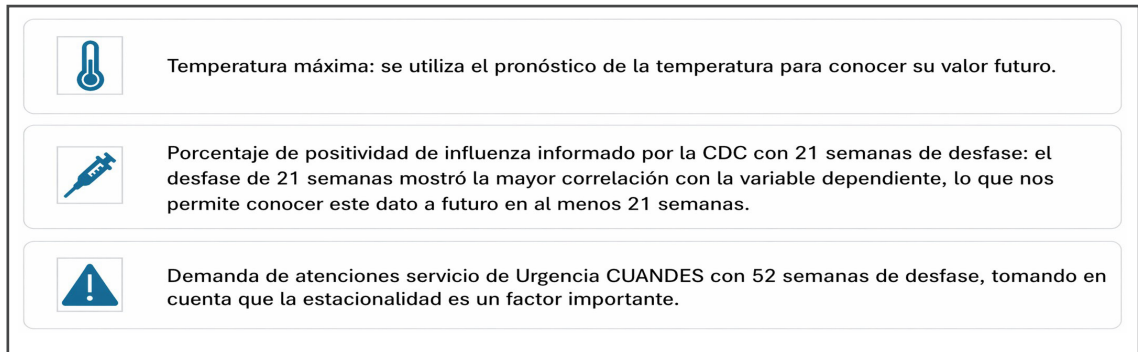 Temperatura máxima: se utiliza el pronóstico de la temperatura para conocer su valor futuro.
Porcentaje de positividad de influenza informado por la CDC con 21 semanas de desfase: el
desfase de 21 semanas mostró la mayor correlación con la variable dependiente, lo que nos
permite conocer este dato a futuro en al menos 21 semanas.
Demanda de atenciones servicio de Urgencia CUANDES con 52 semanas de desfase, tomando en
cuenta que la estacionalidad es un factor importante.